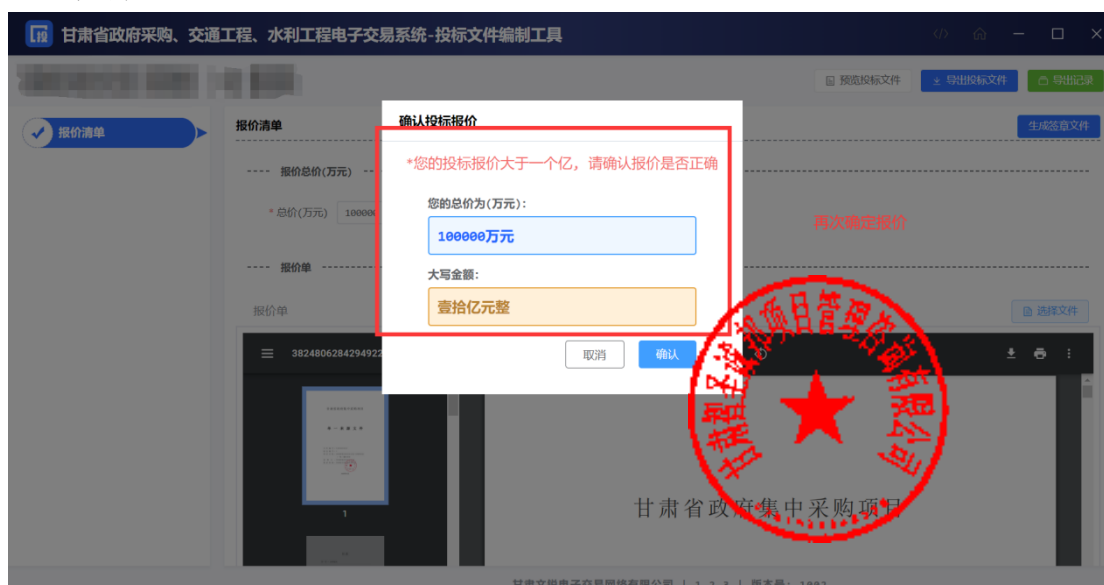 投 甘肃省政府采购、交通工程、水利工程电子交易系统-投标文件编制工具
预览投标文件 导出投标文件 导出记录
报价清单
报价清单
生成签章文件
确认投标报价
*您的投标报价大于一个亿，请确认报价是否正确
---- 报价总价(万元) --
您的总价为(万元):
* 总价(万元) 100000
100000万元
再次确定报价
大写金额:
壹拾亿元整
---- 报价单
报价单
选择文件
取消 确认
3824806284294922
1
甘肃省政府集中采购项目